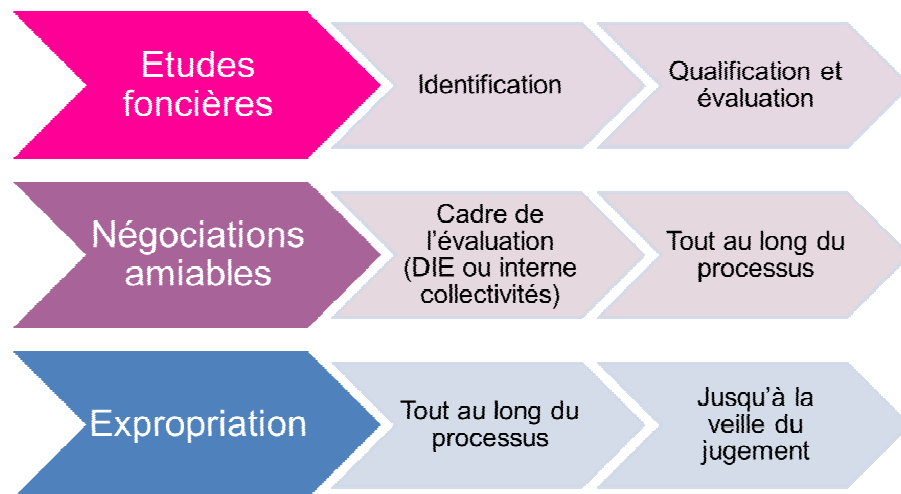 Etudes
foncières
Identification
Qualification et
évaluation
Négociations
amiables
Cadre de
l'évaluation
(DIE ou interne
collectivités)
Tout au long du
processus
Expropriation
Tout au long du
processus
Jusqu'à la
veille du
jugement